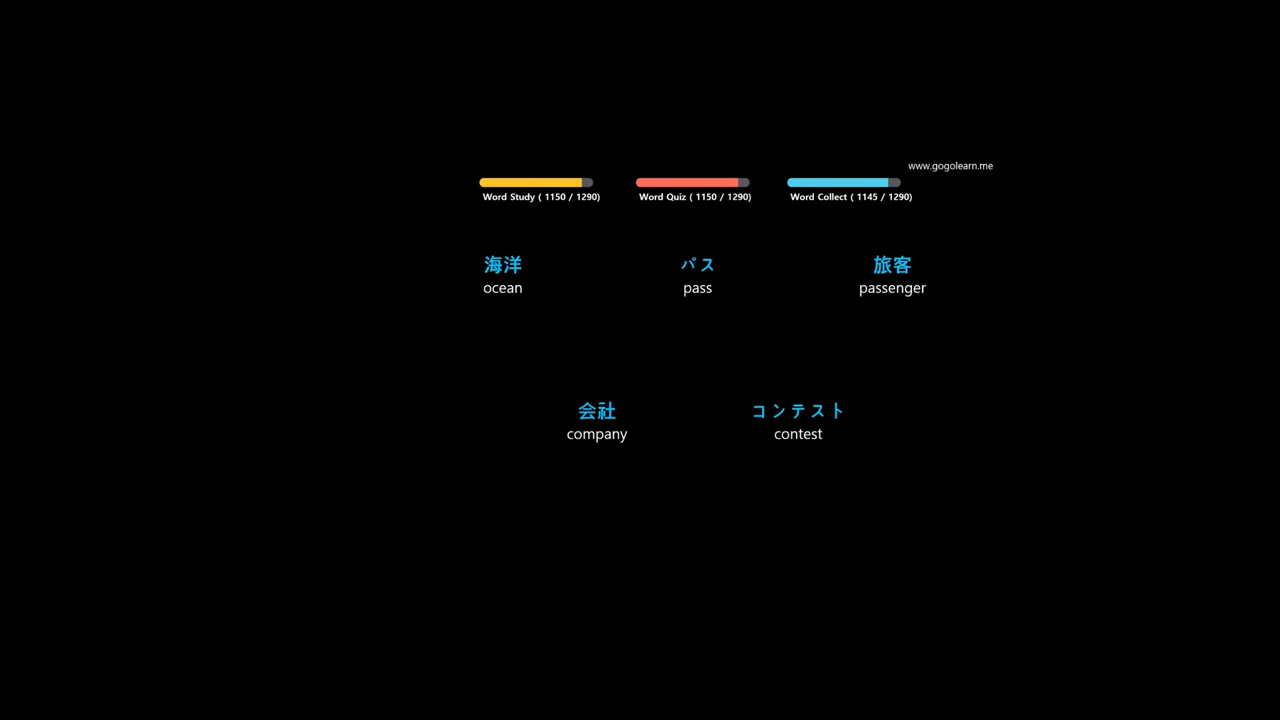 www.gogolearn.me
Word Study ( 1150 / 1290) Word Quiz ( 1150 / 1290) Word Collect ( 1145 / 1290)
海洋 パス 旅客
ocean pass passenger
会社 コンテスト
company contest